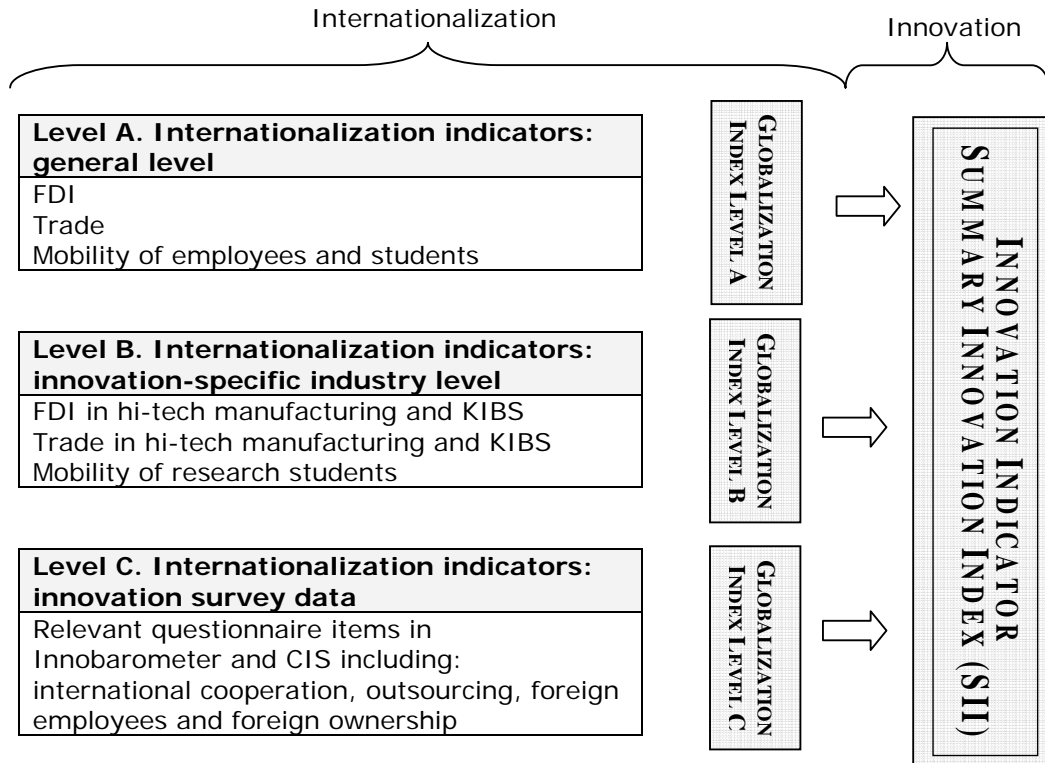 Internationalization
Innovation
Level A. Internationalization indicators:
general level
FDI
Trade
Mobility of employees and students
GLOBALIZATION
INDEX LEVEL A
Level B. Internationalization indicators:
innovation-specific industry level
FDI in hi-tech manufacturing and KIBS
Trade in hi-tech manufacturing and KIBS
Mobility of research students
GLOBALIZATION
INDEX LEVEL B
Level C. Internationalization indicators:
innovation survey data
Relevant questionnaire items in
Innobarometer and CIS including:
international cooperation, outsourcing, foreign
employees and foreign ownership
GLOBALIZATION
INDEX LEVEL C
INNOVATION INDICATOR
SUMMARY INNOVATION INDEX (SII)